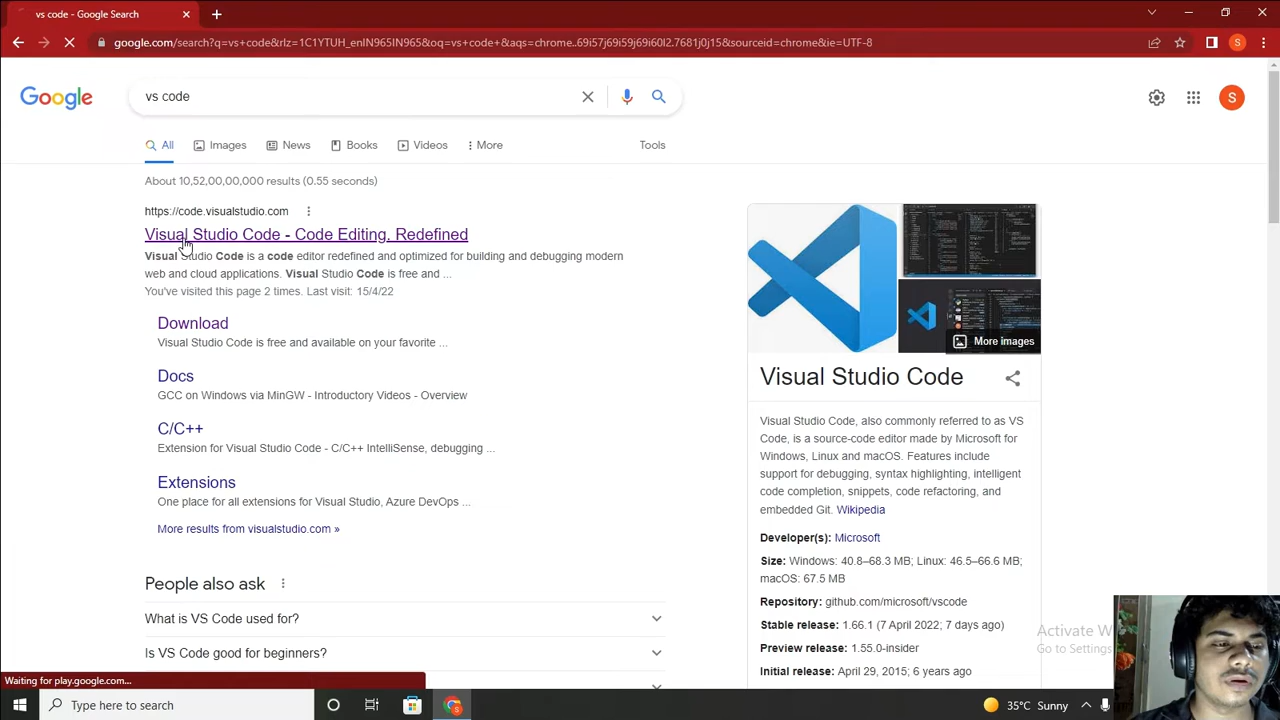 vs code - Google Search
google.com/search?q=vs+code&rlz=1C1YTUH_enIN965IN965&oq=vs+code+&aqs=chrome..69i57j69i59j69i60l2.7681j0j15&sourceid=chrome&ie=UTF-8
S
Google
vs code
S
All
Images
News
Books
Videos
More
Tools
About 10,52,00,00,000 results (0.55 seconds)
https://code.visualstudio.com
Visual Studio Code - Code Editing. Redefined
Visual Studio Code is a code editor redefined and optimized for building and debugging modern
web and cloud applications. Visual Studio Code is free and ...
You've visited this page 2 times. Last visit: 15/4/22
Download
Visual Studio Code is free and available on your favorite ...
Docs
GCC on Windows via MinGW - Introductory Videos - Overview
C/C++
Extension for Visual Studio Code - C/C++ IntelliSense, debugging ...
Extensions
One place for all extensions for Visual Studio, Azure DevOps ...
More results from visualstudio.com »
People also ask
What is VS Code used for?
Is VS Code good for beginners?
More images
Visual Studio Code
Visual Studio Code, also commonly referred to as VS
Code, is a source-code editor made by Microsoft for
Windows, Linux and macOS. Features include
support for debugging, syntax highlighting, intelligent
code completion, snippets, code refactoring, and
embedded Git. Wikipedia
Developer(s): Microsoft
Size: Windows: 40.8–68.3 MB; Linux: 46.5–66.6 MB;
macOS: 67.5 MB
Repository: github.com/microsoft/vscode
Stable release: 1.66.1 (7 April 2022; 7 days ago)
Preview release: 1.55.0-insider
Initial release: April 29, 2015; 6 years ago
Activate W
Go to Settings
Waiting for play.google.com...
Type here to search
S
35°C Sunny